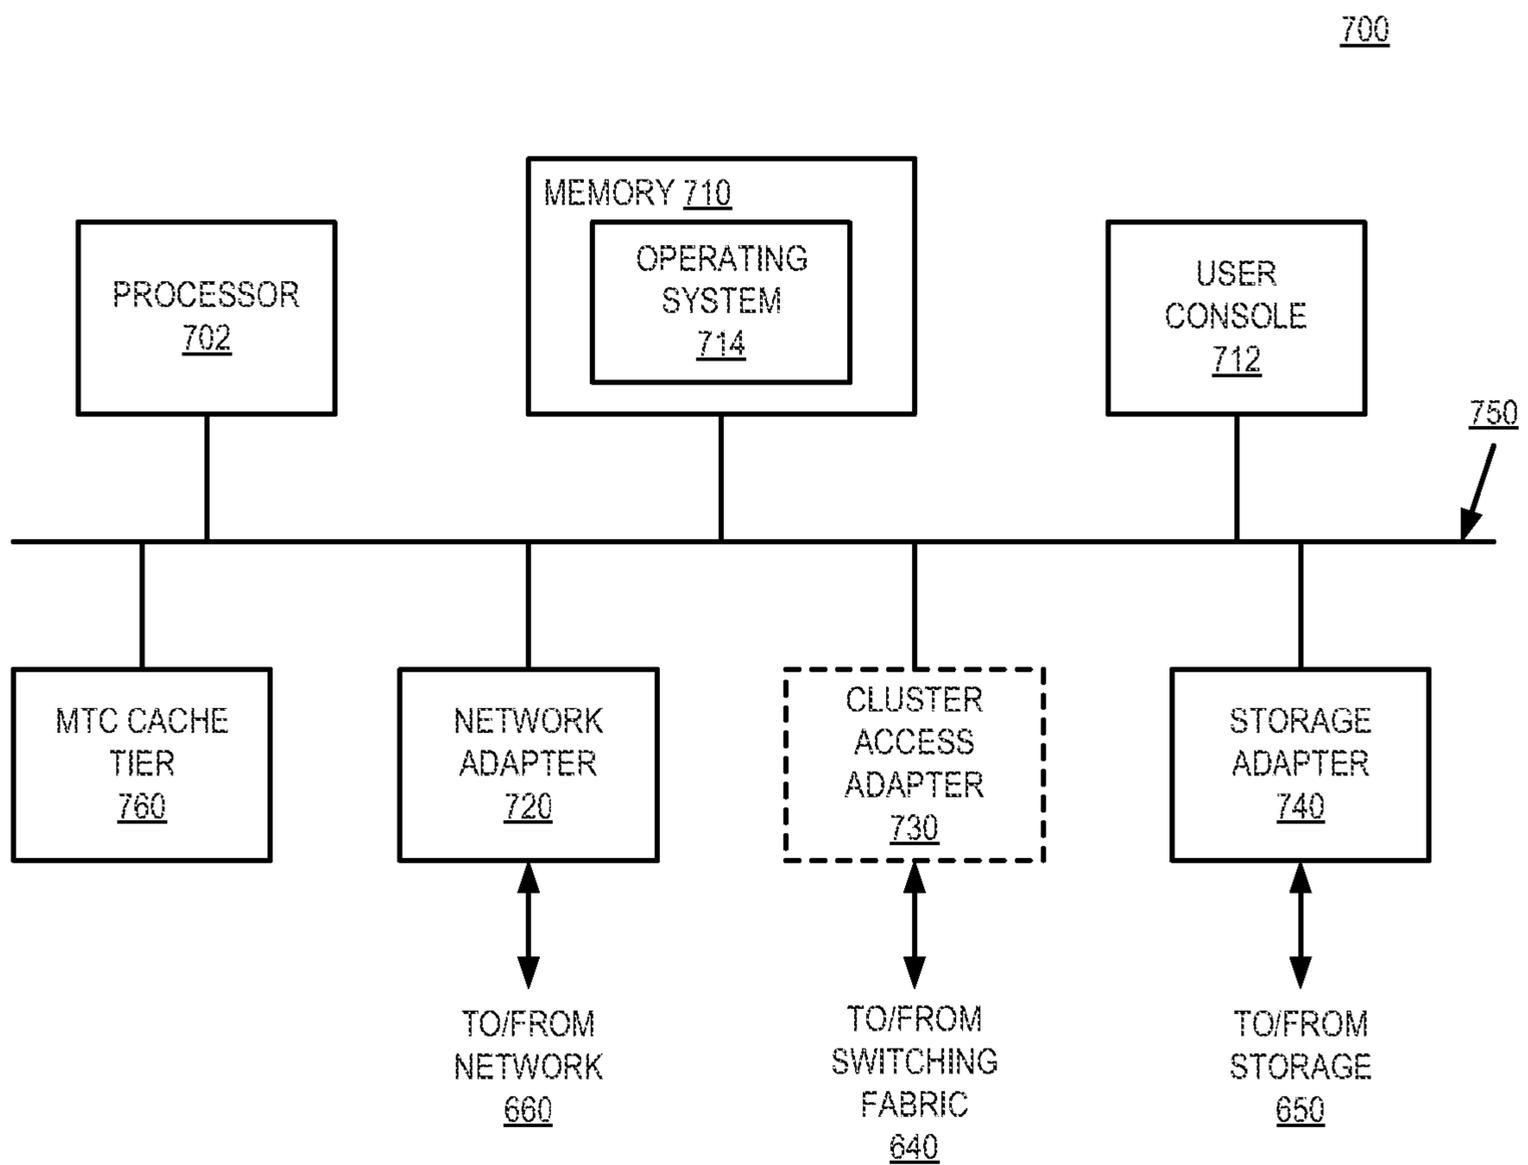 700
MEMORY 710
OPERATING
SYSTEM
714
PROCESSOR
702
USER
CONSOLE
712
750
MTC CACHE
TIER
760
NETWORK
ADAPTER
720
CLUSTER
ACCESS
ADAPTER
730
STORAGE
ADAPTER
740
TO/FROM
NETWORK
660
TO/FROM
SWITCHING
FABRIC
640
TO/FROM
STORAGE
650